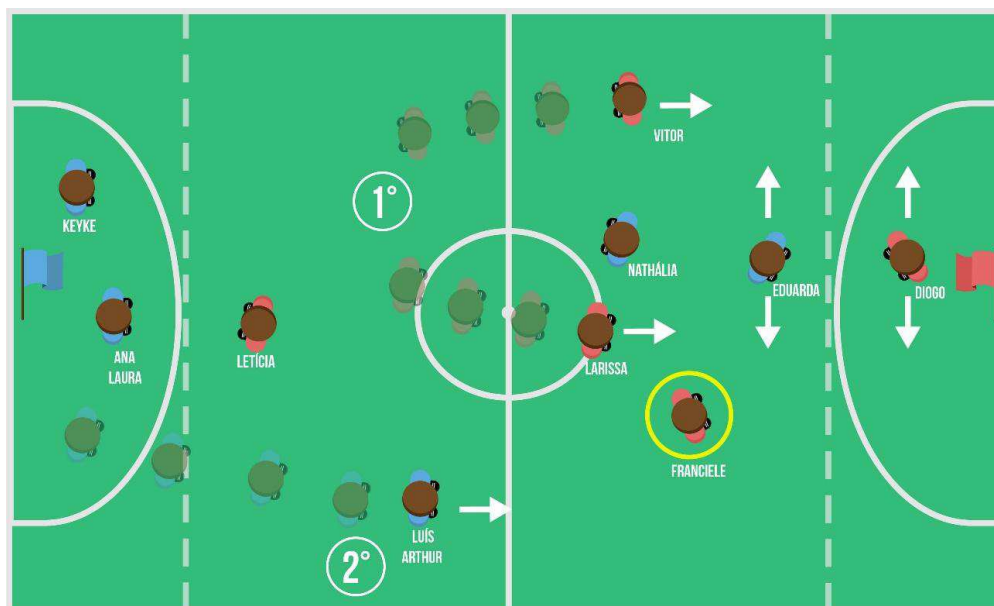 VITOR
KEYKE
1°
NATHÁLIA
EDUARDA
DIOGO
ANA
LAURA
LETÍCIA
LARISSA
FRANCIELE
LUÍS
ARTHUR
2°